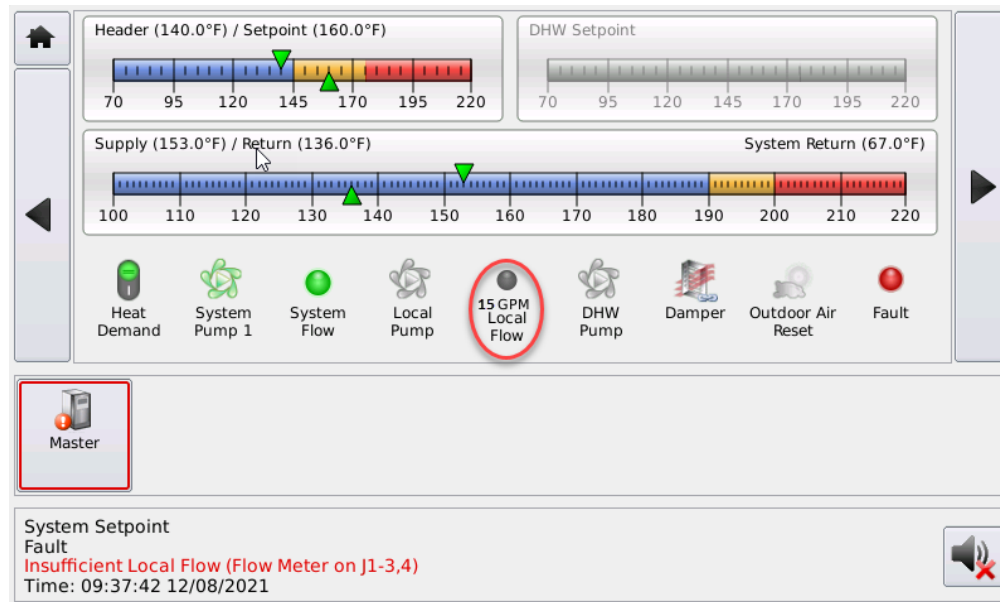 Header (140.0°F) / Setpoint (160.0°F)
70 95 120 145 170 195 220
DHW Setpoint
70 95 120 145 170 195 220
Supply (153.0°F) / Return (136.0°F) System Return (67.0°F)
100 110 120 130 140 150 160 170 180 190 200 210 220
Heat
Demand
System
Pump 1
System
Flow
Local
Pump
15 GPM
Local
Flow
DHW
Pump
Damper
Outdoor Air
Reset
Fault
Master
System Setpoint
Fault
Insufficient Local Flow (Flow Meter on J1-3,4)
Time: 09:37:42 12/08/2021